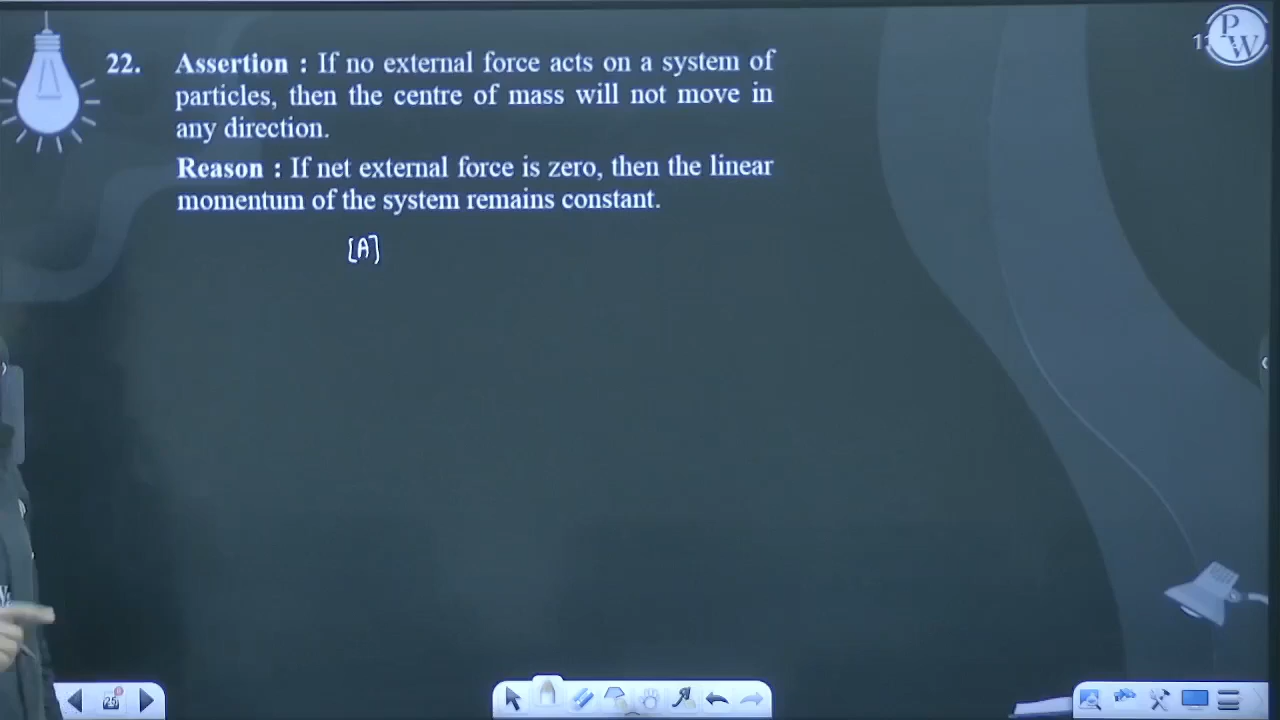 22. Assertion : If no external force acts on a system of
particles, then the centre of mass will not move in
any direction.
Reason : If net external force is zero, then the linear
momentum of the system remains constant.
[A]
PW
25